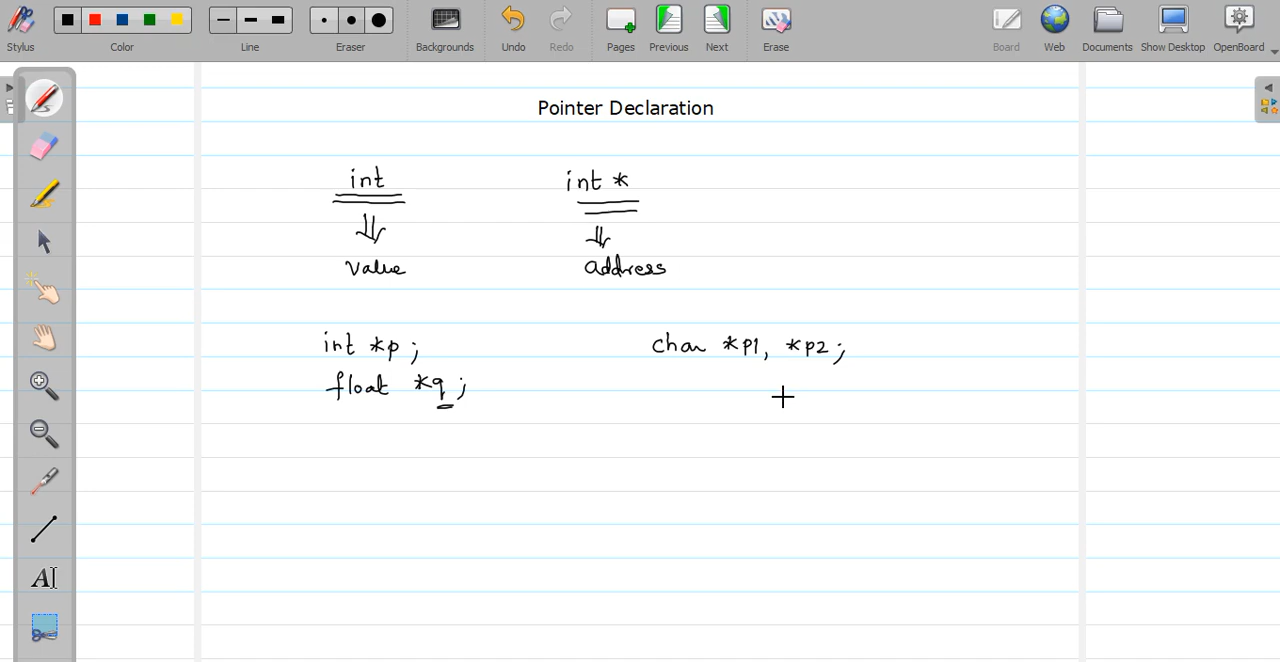 Stylus Color Line Eraser Backgrounds Undo Redo Pages Previous Next Erase Board Web Documents Show Desktop OpenBoard
Pointer Declaration
int int *
value address
int *p ; char *p1, *p2 ;
float *q ;
AI